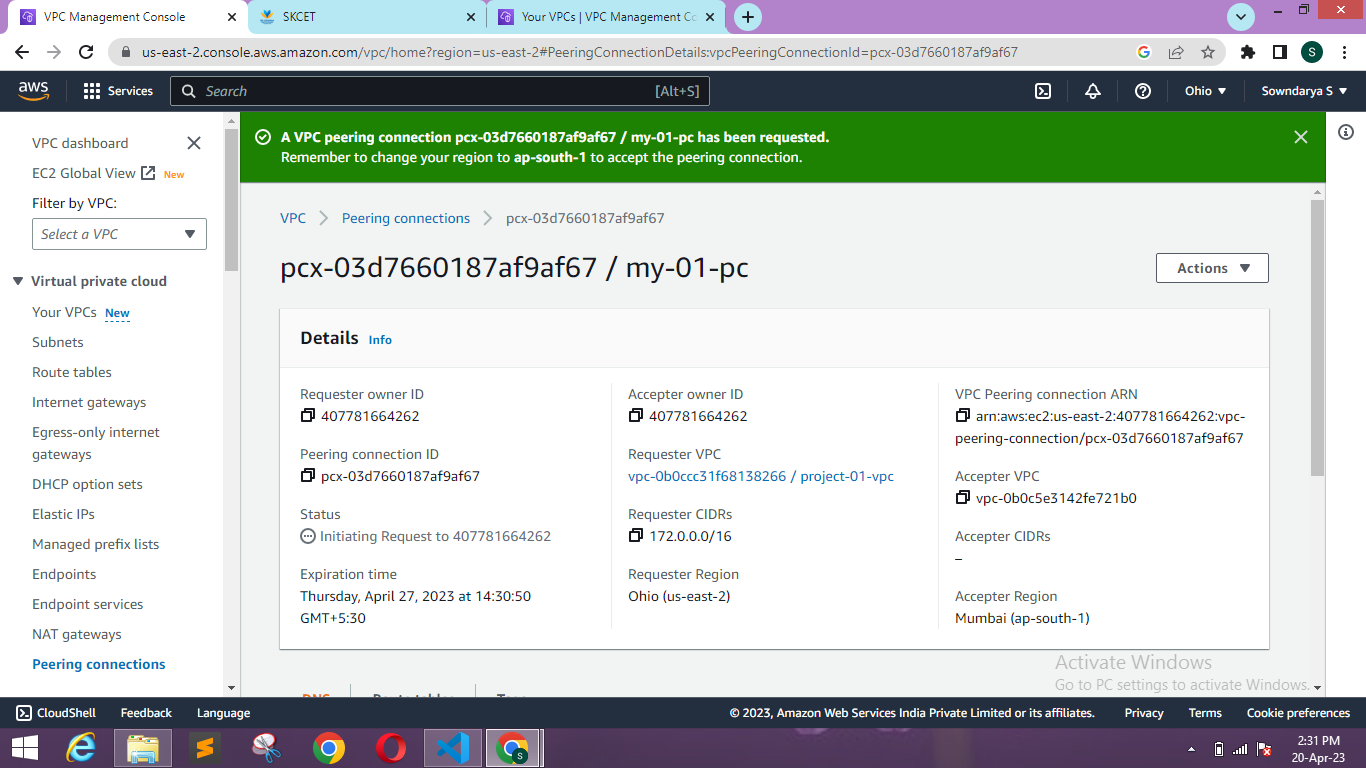 VPC Management Console
SKCET
Your VPCs | VPC Management Co
us-east-2.console.aws.amazon.com/vpc/home?region=us-east-2#PeeringConnectionDetails:vpcPeeringConnectionId=pcx-03d7660187af9af67
S
aws
Services
Search
[Alt+S]
Ohio
Sowndarya S
VPC dashboard
EC2 Global View New
Filter by VPC:
Select a VPC
Virtual private cloud
Your VPCs New
Subnets
Route tables
Internet gateways
Egress-only internet
gateways
DHCP option sets
Elastic IPs
Managed prefix lists
Endpoints
Endpoint services
NAT gateways
Peering connections
A VPC peering connection pcx-03d7660187af9af67 / my-01-pc has been requested.
Remember to change your region to ap-south-1 to accept the peering connection.
VPC
Peering connections
pcx-03d7660187af9af67
pcx-03d7660187af9af67 / my-01-pc
Actions
Details Info
Requester owner ID
407781664262
Peering connection ID
pcx-03d7660187af9af67
Status
Initiating Request to 407781664262
Expiration time
Thursday, April 27, 2023 at 14:30:50
GMT+5:30
Accepter owner ID
407781664262
Requester VPC
vpc-0b0ccc31f68138266 / project-01-vpc
Requester CIDRs
172.0.0.0/16
Requester Region
Ohio (us-east-2)
VPC Peering connection ARN
arn:aws:ec2:us-east-2:407781664262:vpc-
peering-connection/pcx-03d7660187af9af67
Accepter VPC
vpc-0b0c5e3142fe721b0
Accepter CIDRs
–
Accepter Region
Mumbai (ap-south-1)
DNS
Route tables
Tags
Activate Windows
Go to PC settings to activate Windows.
CloudShell
Feedback
Language
© 2023, Amazon Web Services India Private Limited or its affiliates.
Privacy
Terms
Cookie preferences
S
2:31 PM
20-Apr-23